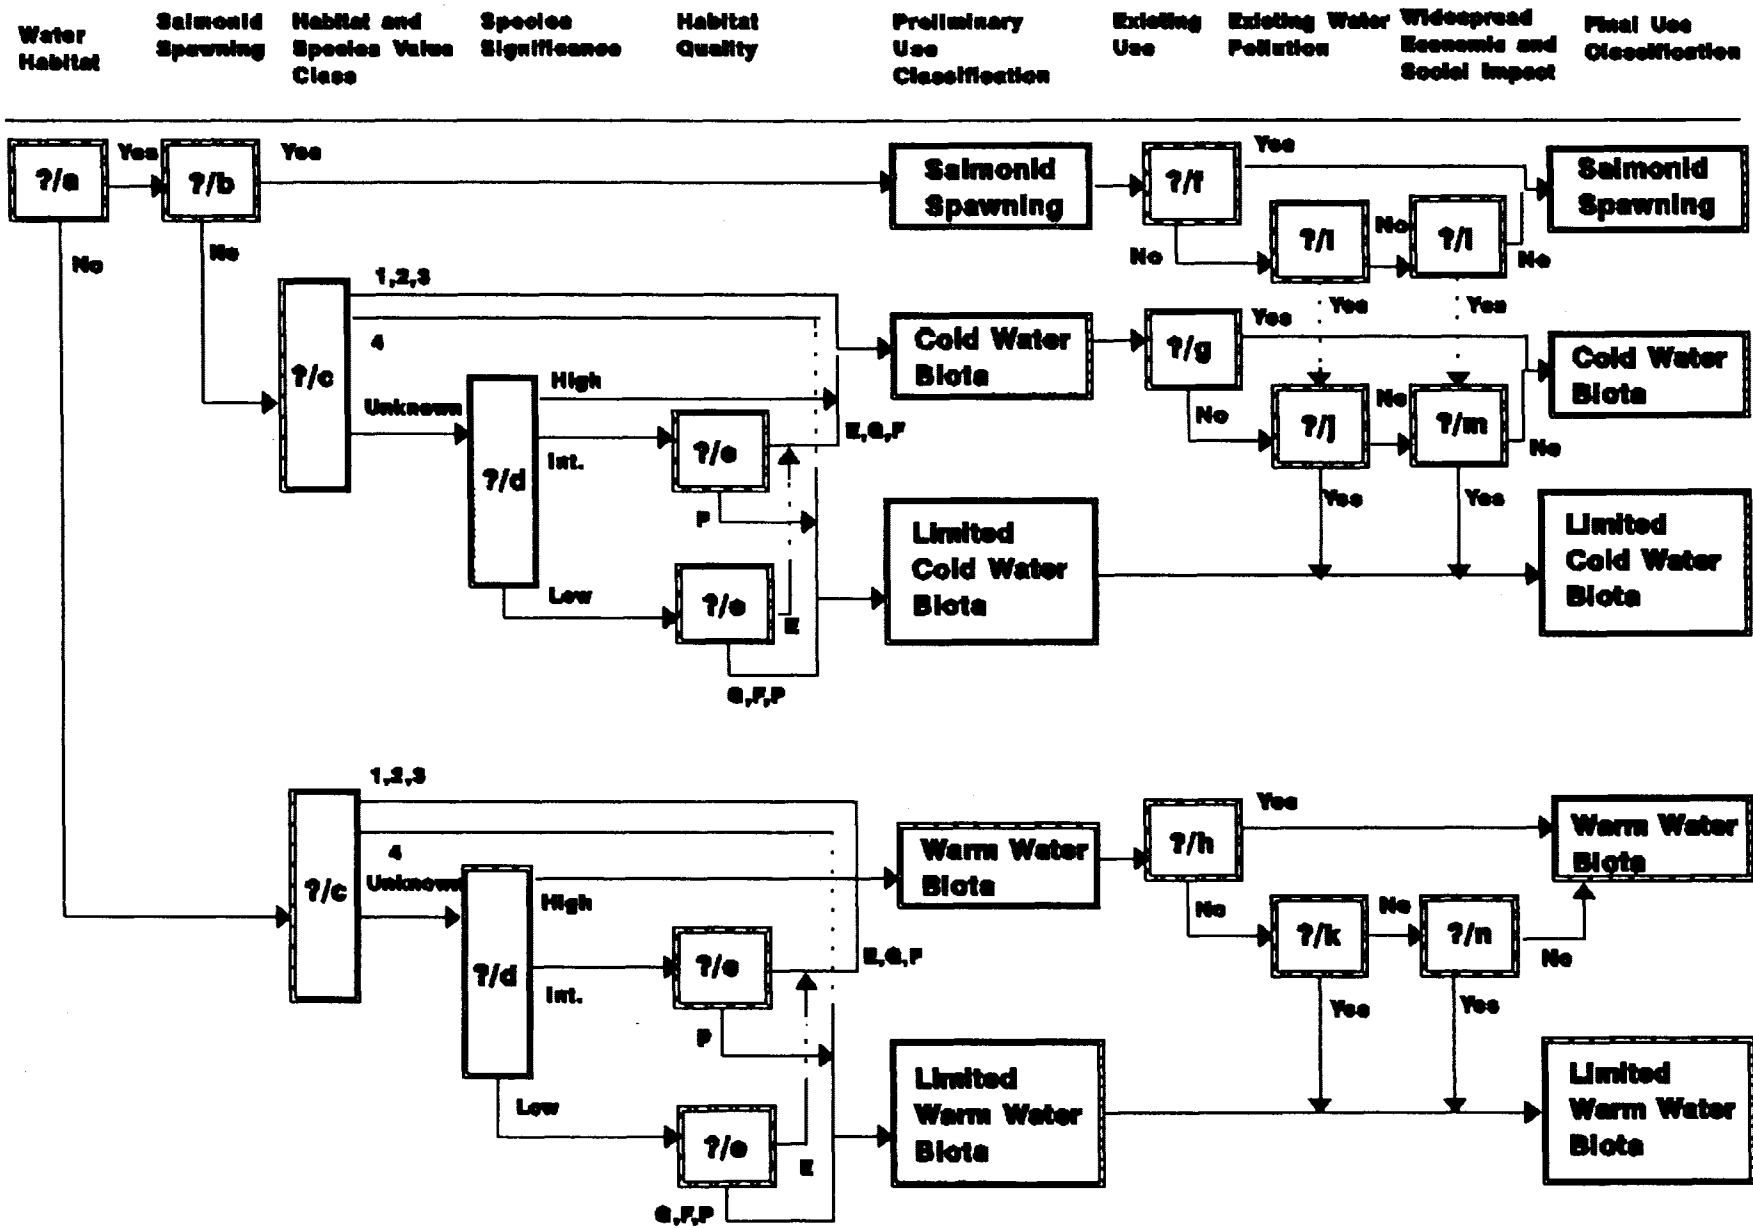 Water
Habitat
Salmonid
Spawning
Habitat and
Species Value
Class
Species
Significance
Habitat
Quality
Preliminary
Use
Classification
Existing
Use
Existing Water
Pollution
Widespread
Economic and
Social Impact
Final Use
Classification
?/a
Yes
No
?/b
Yes
No
Salmonid
Spawning
?/f
Yes
No
?/i
No
Yes
?/l
No
Yes
Salmonid
Spawning
?/c
1,2,3
4
Unknown
?/d
High
Int.
Low
?/e
E,G,F
P
?/e
E
G,F,P
Cold Water
Biota
?/g
Yes
No
?/j
No
Yes
?/m
No
Yes
Cold Water
Biota
Limited
Cold Water
Biota
Limited
Cold Water
Biota
?/c
1,2,3
4
Unknown
?/d
High
Int.
Low
?/e
E,G,F
P
?/e
E
G,F,P
Warm Water
Biota
?/h
Yes
No
?/k
No
Yes
?/n
No
Yes
Warm Water
Biota
Limited
Warm Water
Biota
Limited
Warm Water
Biota